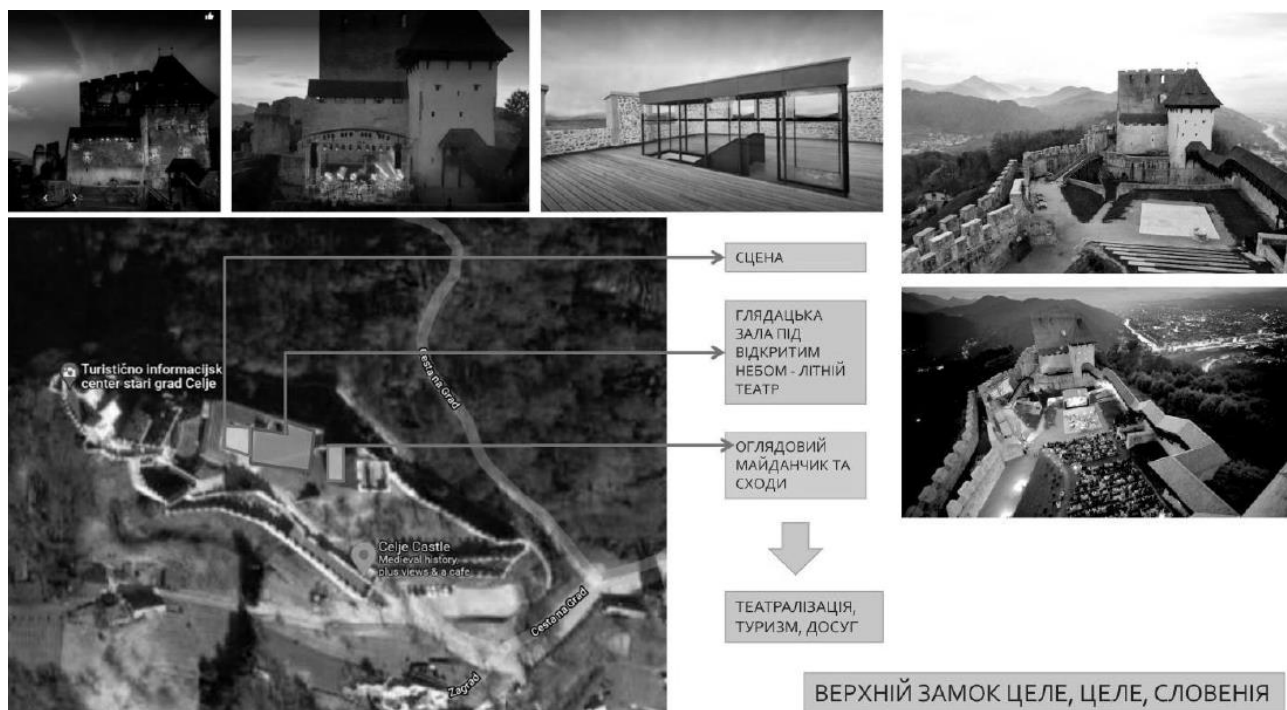 СЦЕНА
ГЛЯДАЦЬКА
ЗАЛА ПІД
ВІДКРИТИМ
НЕБОМ - ЛІТНІЙ
ТЕАТР
ОГЛЯДОВИЙ
МАЙДАНЧИК ТА
СХОДИ
ТЕАТРАЛІЗАЦІЯ,
ТУРИЗМ, ДОСУГ
Turistično informacijsk
center stari grad Celje
Cesta na Grad
Celje Castle
Medieval history
plus views & a cafe
Cesta na Grad
Zagrad
ВЕРХНІЙ ЗАМОК ЦЕЛЕ, ЦЕЛЕ, СЛОВЕНІЯ